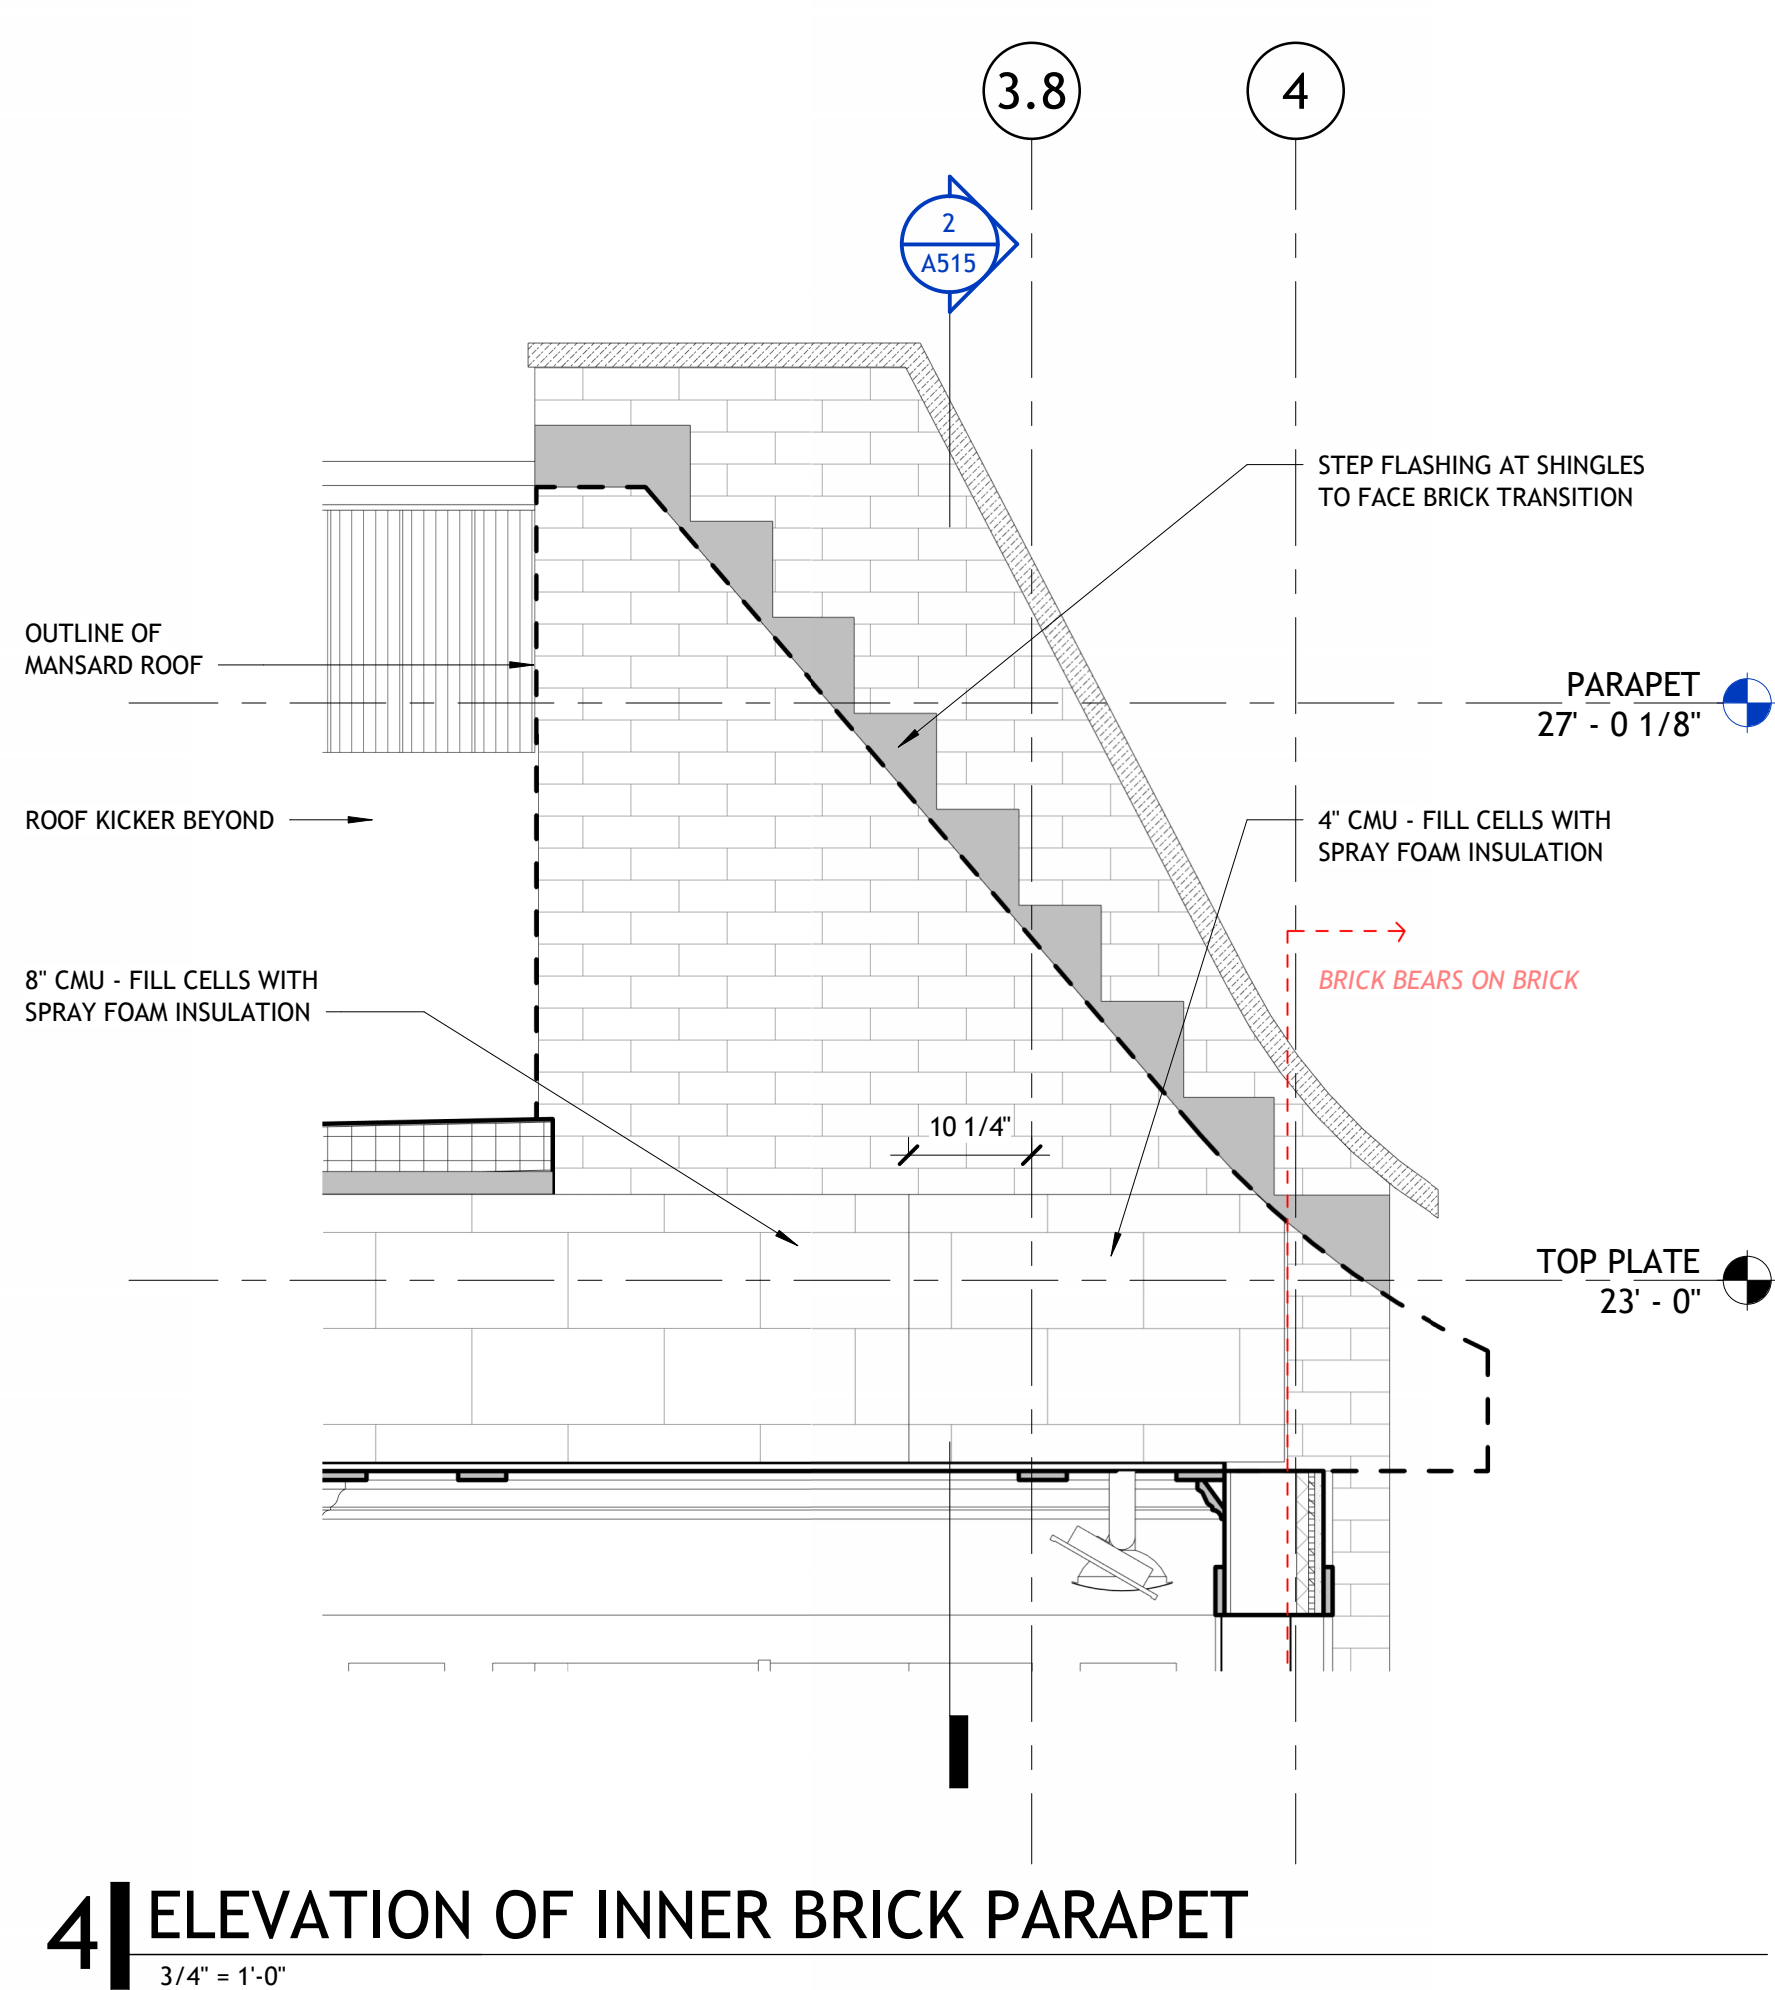 3.8
4
2
A515
STEP FLASHING AT SHINGLES
TO FACE BRICK TRANSITION
OUTLINE OF
MANSARD ROOF
PARAPET
27' - 0 1/8"
ROOF KICKER BEYOND
4" CMU - FILL CELLS WITH
SPRAY FOAM INSULATION
BRICK BEARS ON BRICK
8" CMU - FILL CELLS WITH
SPRAY FOAM INSULATION
10 1/4"
TOP PLATE
23' - 0"
4
ELEVATION OF INNER BRICK PARAPET
3/4" = 1'-0"